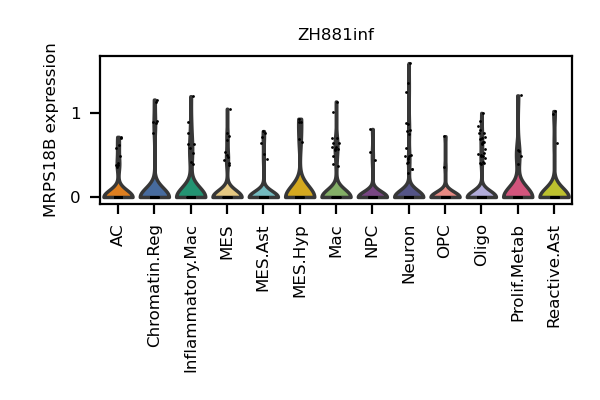 ZH881inf
MRPS18B expression
1
0
AC
Chromatin.Reg
Inflammatory.Mac
MES
MES.Ast
MES.Hyp
Mac
NPC
Neuron
OPC
Oligo
Prolif.Metab
Reactive.Ast